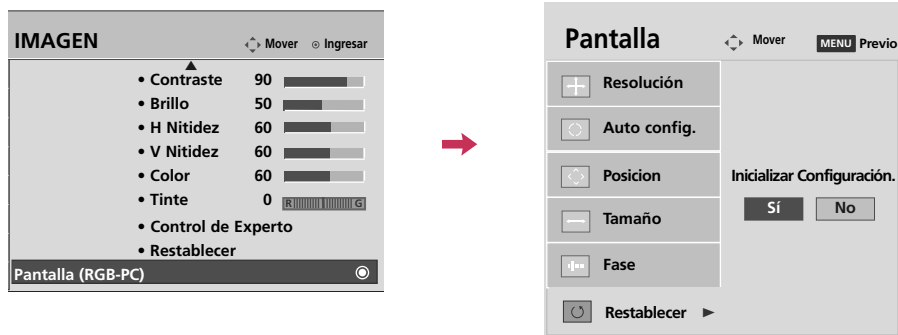 IMAGEN
Mover
Ingresar
• Contraste 90
• Brillo 50
• H Nitidez 60
• V Nitidez 60
• Color 60
• Tinte 0 R G
• Control de Experto
• Restablecer
Pantalla (RGB-PC)
Pantalla
Mover
MENU Previo
Resolución
Auto config.
Posicion
Tamaño
Fase
Restablecer
Inicializar Configuración.
Sí No